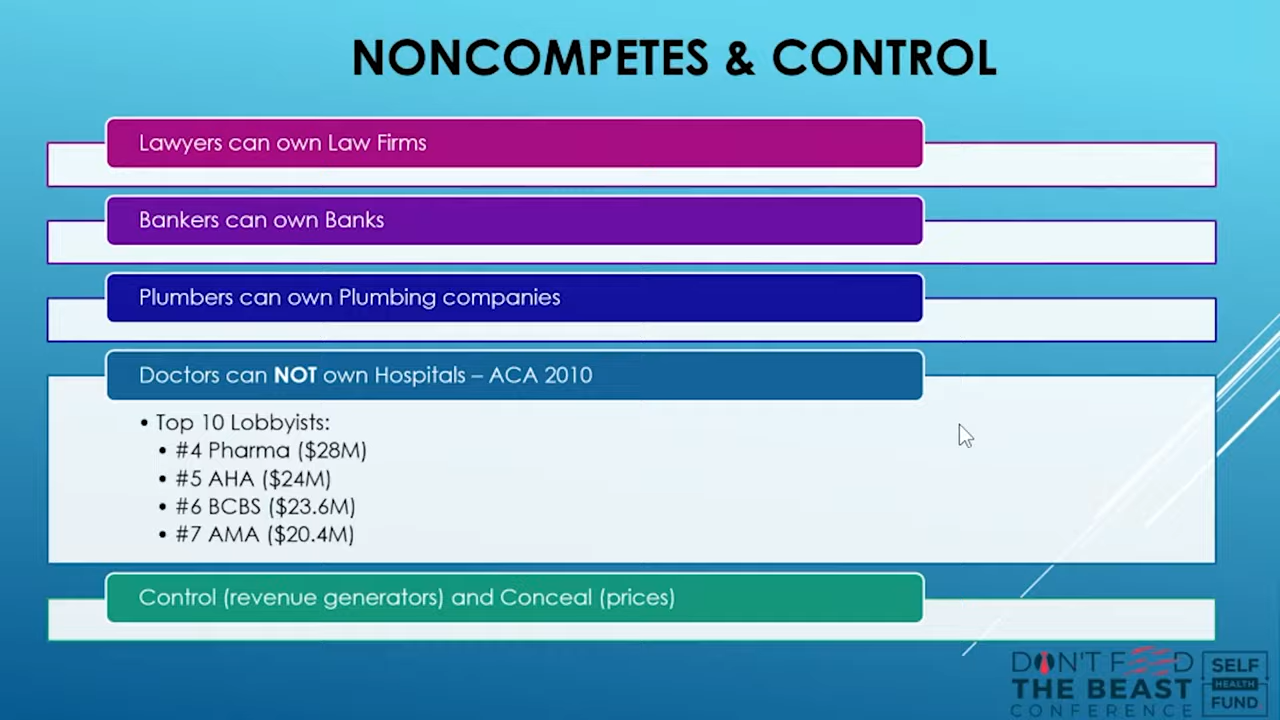 NONCOMPETES & CONTROL
Lawyers can own Law Firms
Bankers can own Banks
Plumbers can own Plumbing companies
Doctors can NOT own Hospitals – ACA 2010
• Top 10 Lobbyists:
• #4 Pharma ($28M)
• #5 AHA ($24M)
• #6 BCBS ($23.6M)
• #7 AMA ($20.4M)
Control (revenue generators) and Conceal (prices)
DON'T FEED
THE BEAST
CONFERENCE
SELF
HEALTH
FUND